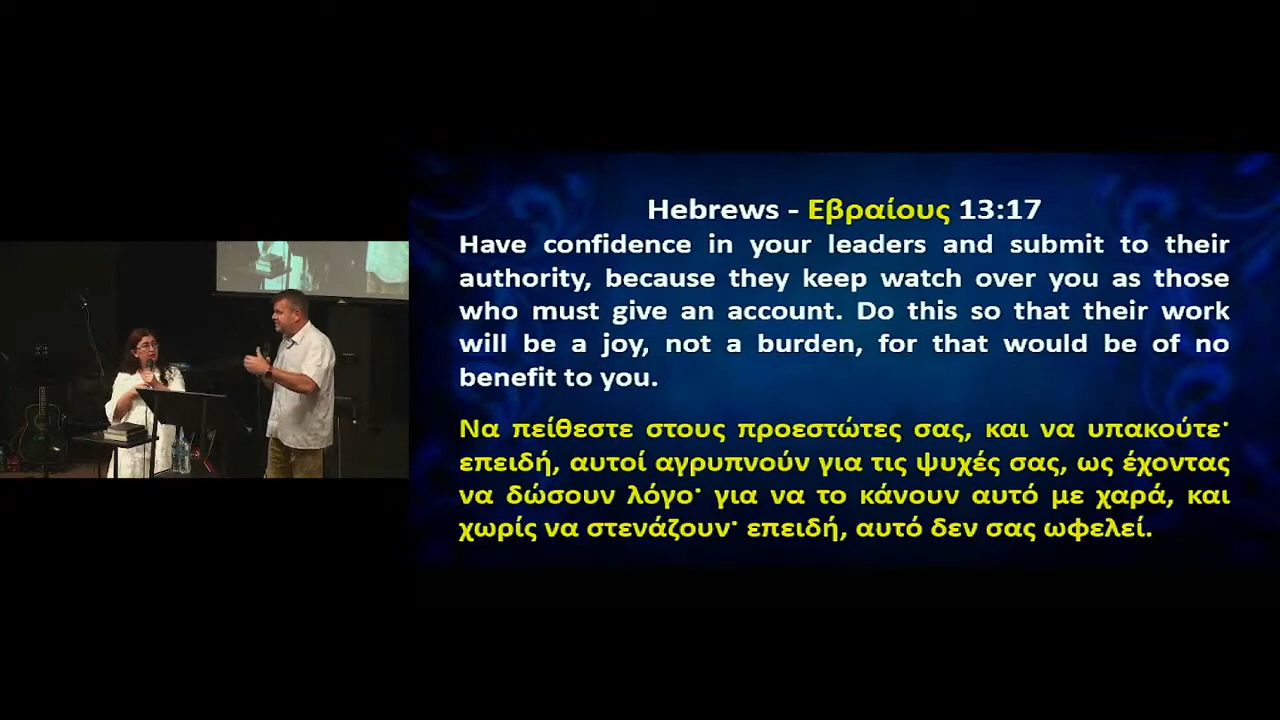 Hebrews - Εβραίους 13:17
Have confidence in your leaders and submit to their
authority, because they keep watch over you as those
who must give an account. Do this so that their work
will be a joy, not a burden, for that would be of no
benefit to you.
Να πείθεστε στους προεστώτες σας, και να υπακούτε·
επειδή, αυτοί αγρυπνούν για τις ψυχές σας, ως έχοντας
να δώσουν λόγο· για να το κάνουν αυτό με χαρά, και
χωρίς να στενάζουν· επειδή, αυτό δεν σας ωφελεί.